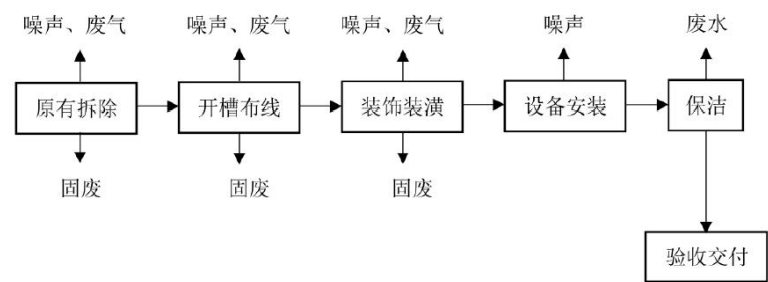 噪声、废气 噪声、废气 噪声、废气 噪声 废水
原有拆除 开槽布线 装饰装潢 设备安装 保洁
固废 固废 固废
验收交付